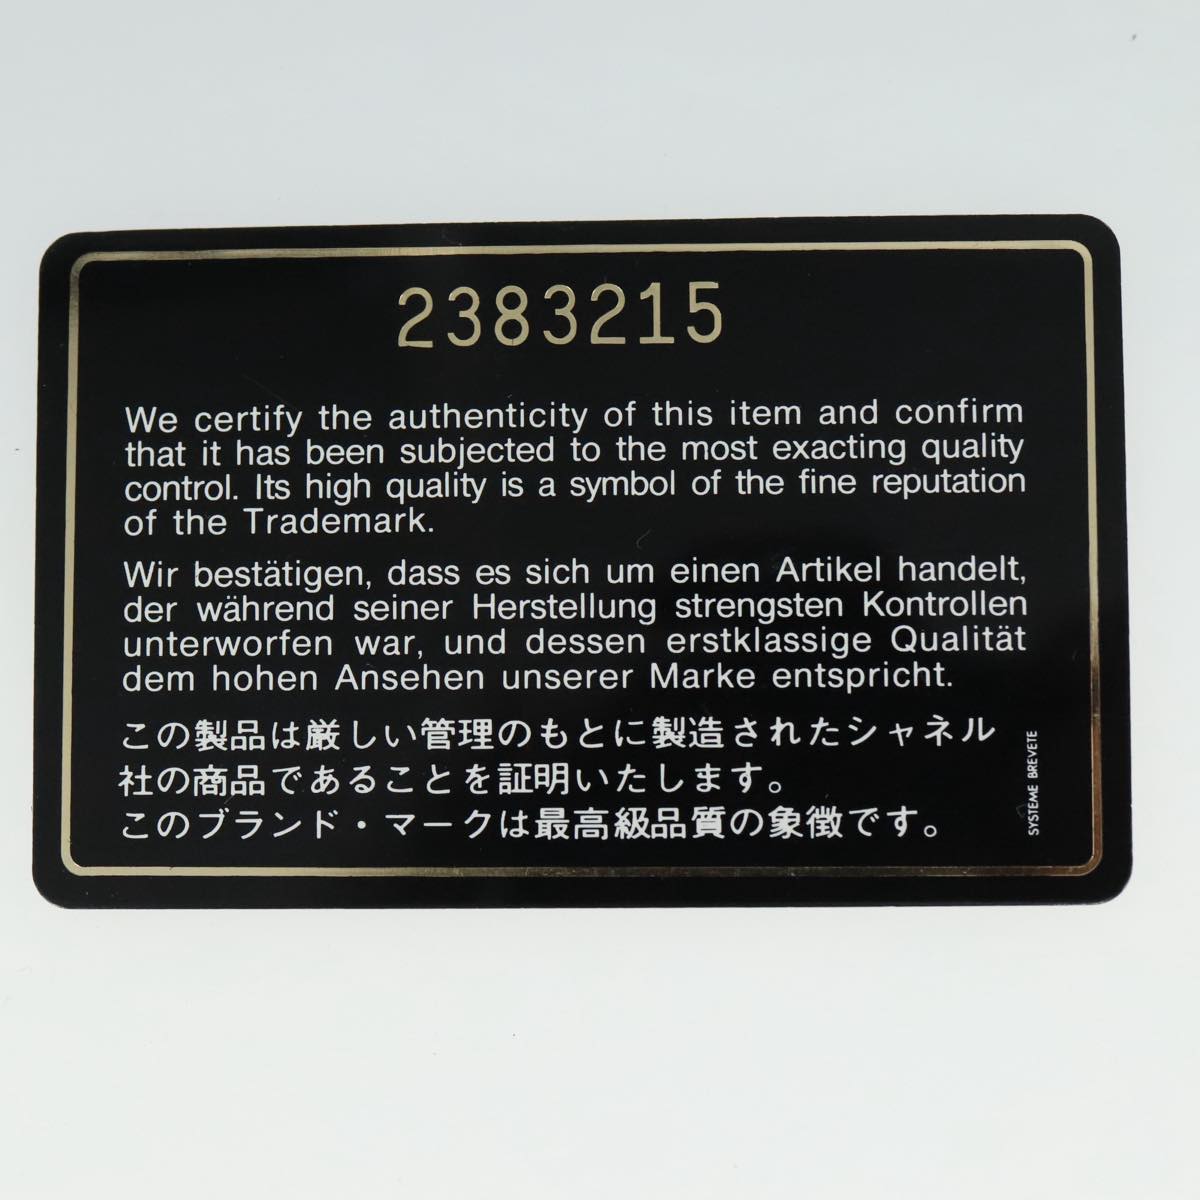 2383215
We certify the authenticity of this item and confirm
that it has been subjected to the most exacting quality
control. Its high quality is a symbol of the fine reputation
of the Trademark.
Wir bestätigen, dass es sich um einen Artikel handelt,
der während seiner Herstellung strengsten Kontrollen
unterworfen war, und dessen erstklassige Qualität
dem hohen Ansehen unserer Marke entspricht.
この製品は厳しい管理のもとに製造されたシャネル
社の商品であることを証明いたします。
このブランド・マークは最高級品質の象徴です。
SYSTEME BREVETE